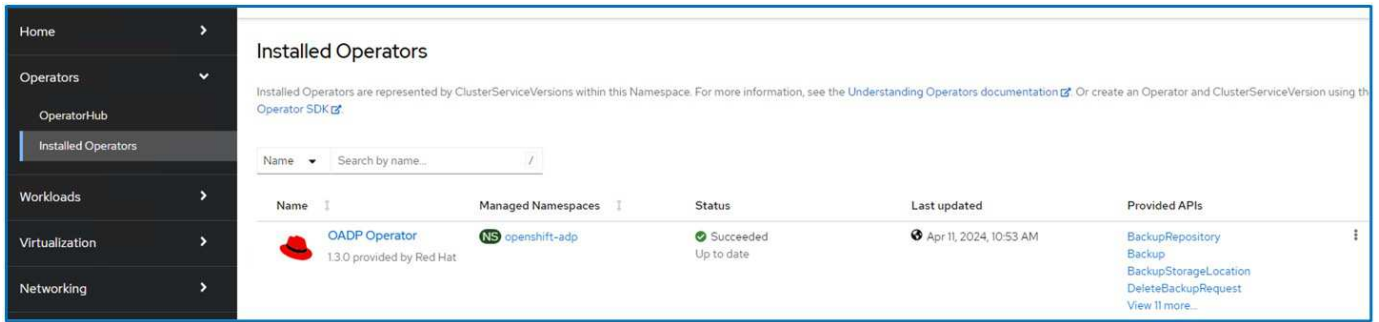 Home
Operators
OperatorHub
Installed Operators
Workloads
Virtualization
Networking
Installed Operators
Installed Operators are represented by ClusterServiceVersions within this Namespace. For more information, see the Understanding Operators documentation. Or create an Operator and ClusterServiceVersion using
Operator SDK.
Name Search by name... /
Name Managed Namespaces Status Last updated Provided APIs
OADP Operator NS openshift-adp Succeeded Apr 11, 2024, 10:53 AM BackupRepository
1.3.0 provided by Red Hat Up to date Backup
BackupStorageLocation
DeleteBackupRequest
View 11 more...